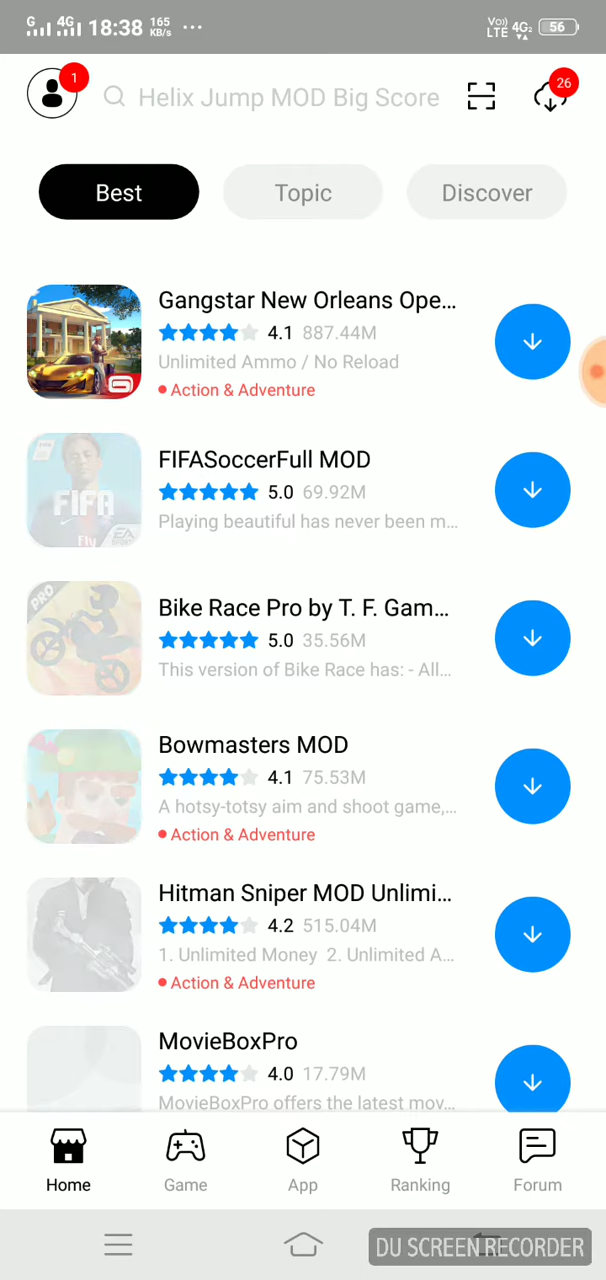 G 4G 18:38 165 KB/s ... Vo)) LTE 4G2 56
1 Helix Jump MOD Big Score 26
Best Topic Discover
Gangstar New Orleans Ope...
4.1 887.44M
Unlimited Ammo / No Reload
Action & Adventure
FIFASoccerFull MOD
5.0 69.92M
FIFA
EA
Playing beautiful has never been m...
PRO
Bike Race Pro by T. F. Gam...
5.0 35.56M
This version of Bike Race has: - All...
Bowmasters MOD
4.1 75.53M
A hotsy-totsy aim and shoot game,...
Action & Adventure
Hitman Sniper MOD Unlimi...
4.2 515.04M
1. Unlimited Money 2. Unlimited A...
Action & Adventure
MovieBoxPro
4.0 17.79M
MovieBoxPro offers the latest mov...
Home Game App Ranking Forum
DU SCREEN RECORDER